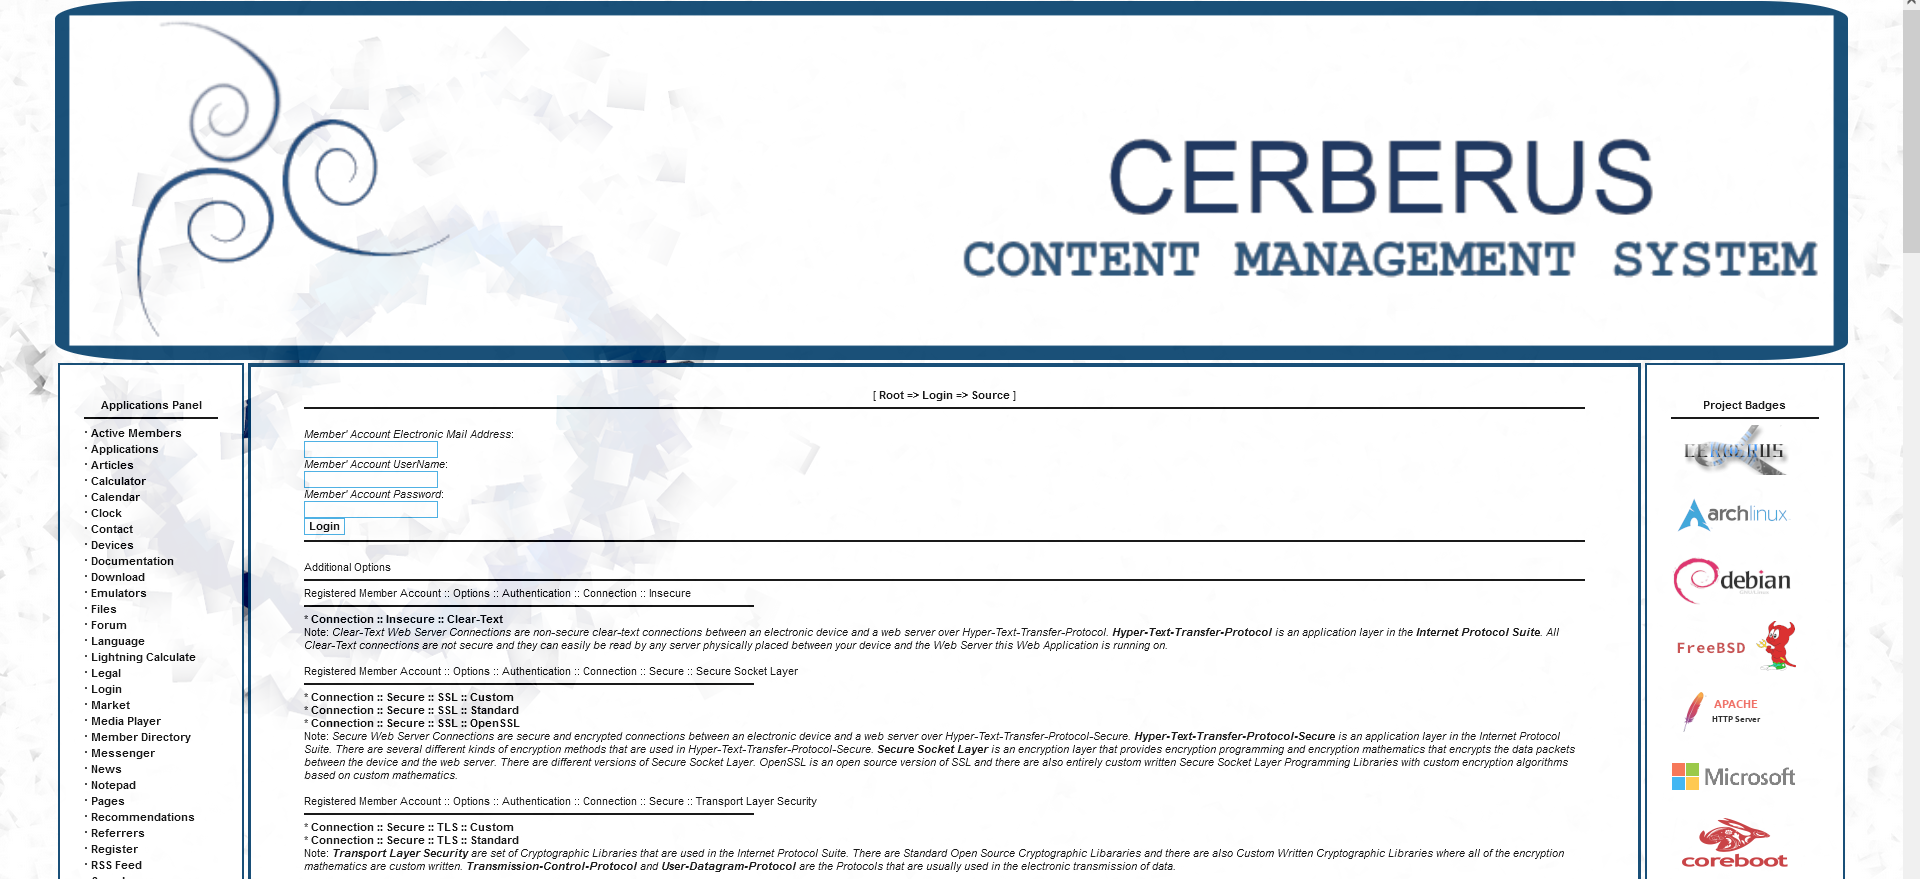 CERBERUS
CONTENT MANAGEMENT SYSTEM
Applications Panel
· Active Members
· Applications
· Articles
· Calculator
· Calendar
· Clock
· Contact
· Devices
· Documentation
· Download
· Emulators
· Files
· Forum
· Language
· Lightning Calculate
· Legal
· Login
· Market
· Media Player
· Member Directory
· Messenger
· News
· Notepad
· Pages
· Recommendations
· Referrers
· Register
· RSS Feed
[ Root => Login => Source ]
Member' Account Electronic Mail Address:
Member' Account UserName:
Member' Account Password:
Login
Additional Options
Registered Member Account :: Options :: Authentication :: Connection :: Insecure
* Connection :: Insecure :: Clear-Text
Note: Clear-Text Web Server Connections are non-secure clear-text connections between an electronic device and a web server over Hyper-Text-Transfer-Protocol. Hyper-Text-Transfer-Protocol is an application layer in the Internet Protocol Suite. All
Clear-Text connections are not secure and they can easily be read by any server physically placed between your device and the Web Server this Web Application is running on.
Registered Member Account :: Options :: Authentication :: Connection :: Secure :: Secure Socket Layer
* Connection :: Secure :: SSL :: Custom
* Connection :: Secure :: SSL :: Standard
* Connection :: Secure :: SSL :: OpenSSL
Note: Secure Web Server Connections are secure and encrypted connections between an electronic device and a web server over Hyper-Text-Transfer-Protocol-Secure. Hyper-Text-Transfer-Protocol-Secure is an application layer in the Internet Protocol
Suite. There are several different kinds of encryption methods that are used in Hyper-Text-Transfer-Protocol-Secure. Secure Socket Layer is an encryption layer that provides encryption programming and encryption mathematics that encrypts the data packets
between the device and the web server. There are different versions of Secure Socket Layer. OpenSSL is an open source version of SSL and there are also entirely custom written Secure Socket Layer Programming Libraries with custom encryption algorithms
based on custom mathematics.
Registered Member Account :: Options :: Authentication :: Connection :: Secure :: Transport Layer Security
* Connection :: Secure :: TLS :: Custom
* Connection :: Secure :: TLS :: Standard
Note: Transport Layer Security are set of Cryptographic Libraries that are used in the Internet Protocol Suite. There are Standard Open Source Cryptographic Libararies and there are also Custom Written Cryptographic Libraries where all of the encryption
mathematics are custom written. Transmission-Control-Protocol and User-Datagram-Protocol are the Protocols that are usually used in the electronic transmission of data.
Project Badges
CERBERUS
archlinux
debian
FreeBSD
APACHE
HTTP Server
Microsoft
coreboot